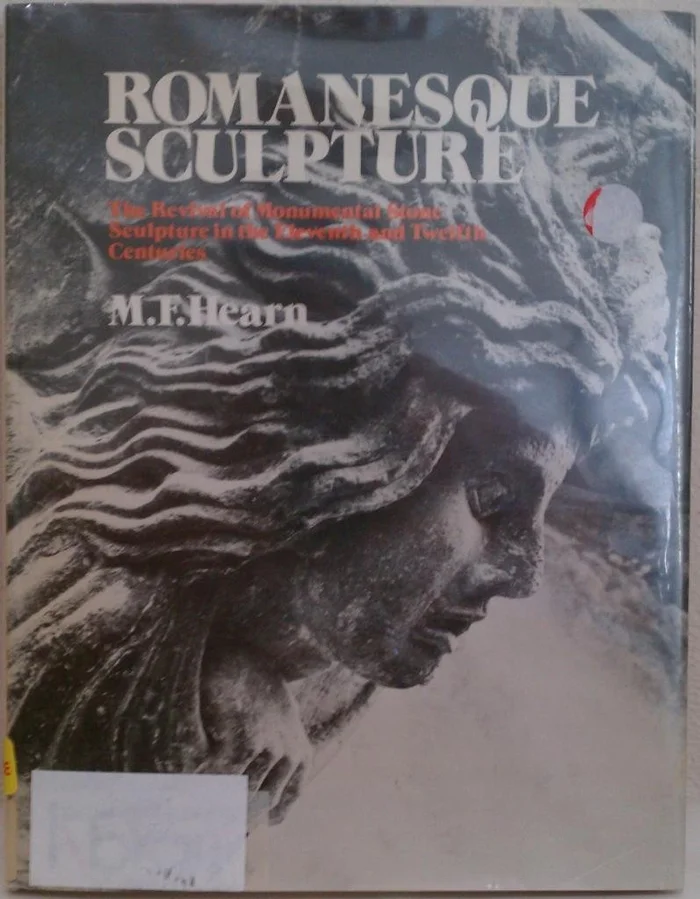 ROMANESQUE
SCULPTURE
The Revival of Monumental Stone
Sculpture in the Eleventh and Twelfth
Centuries
M.F.Hearn